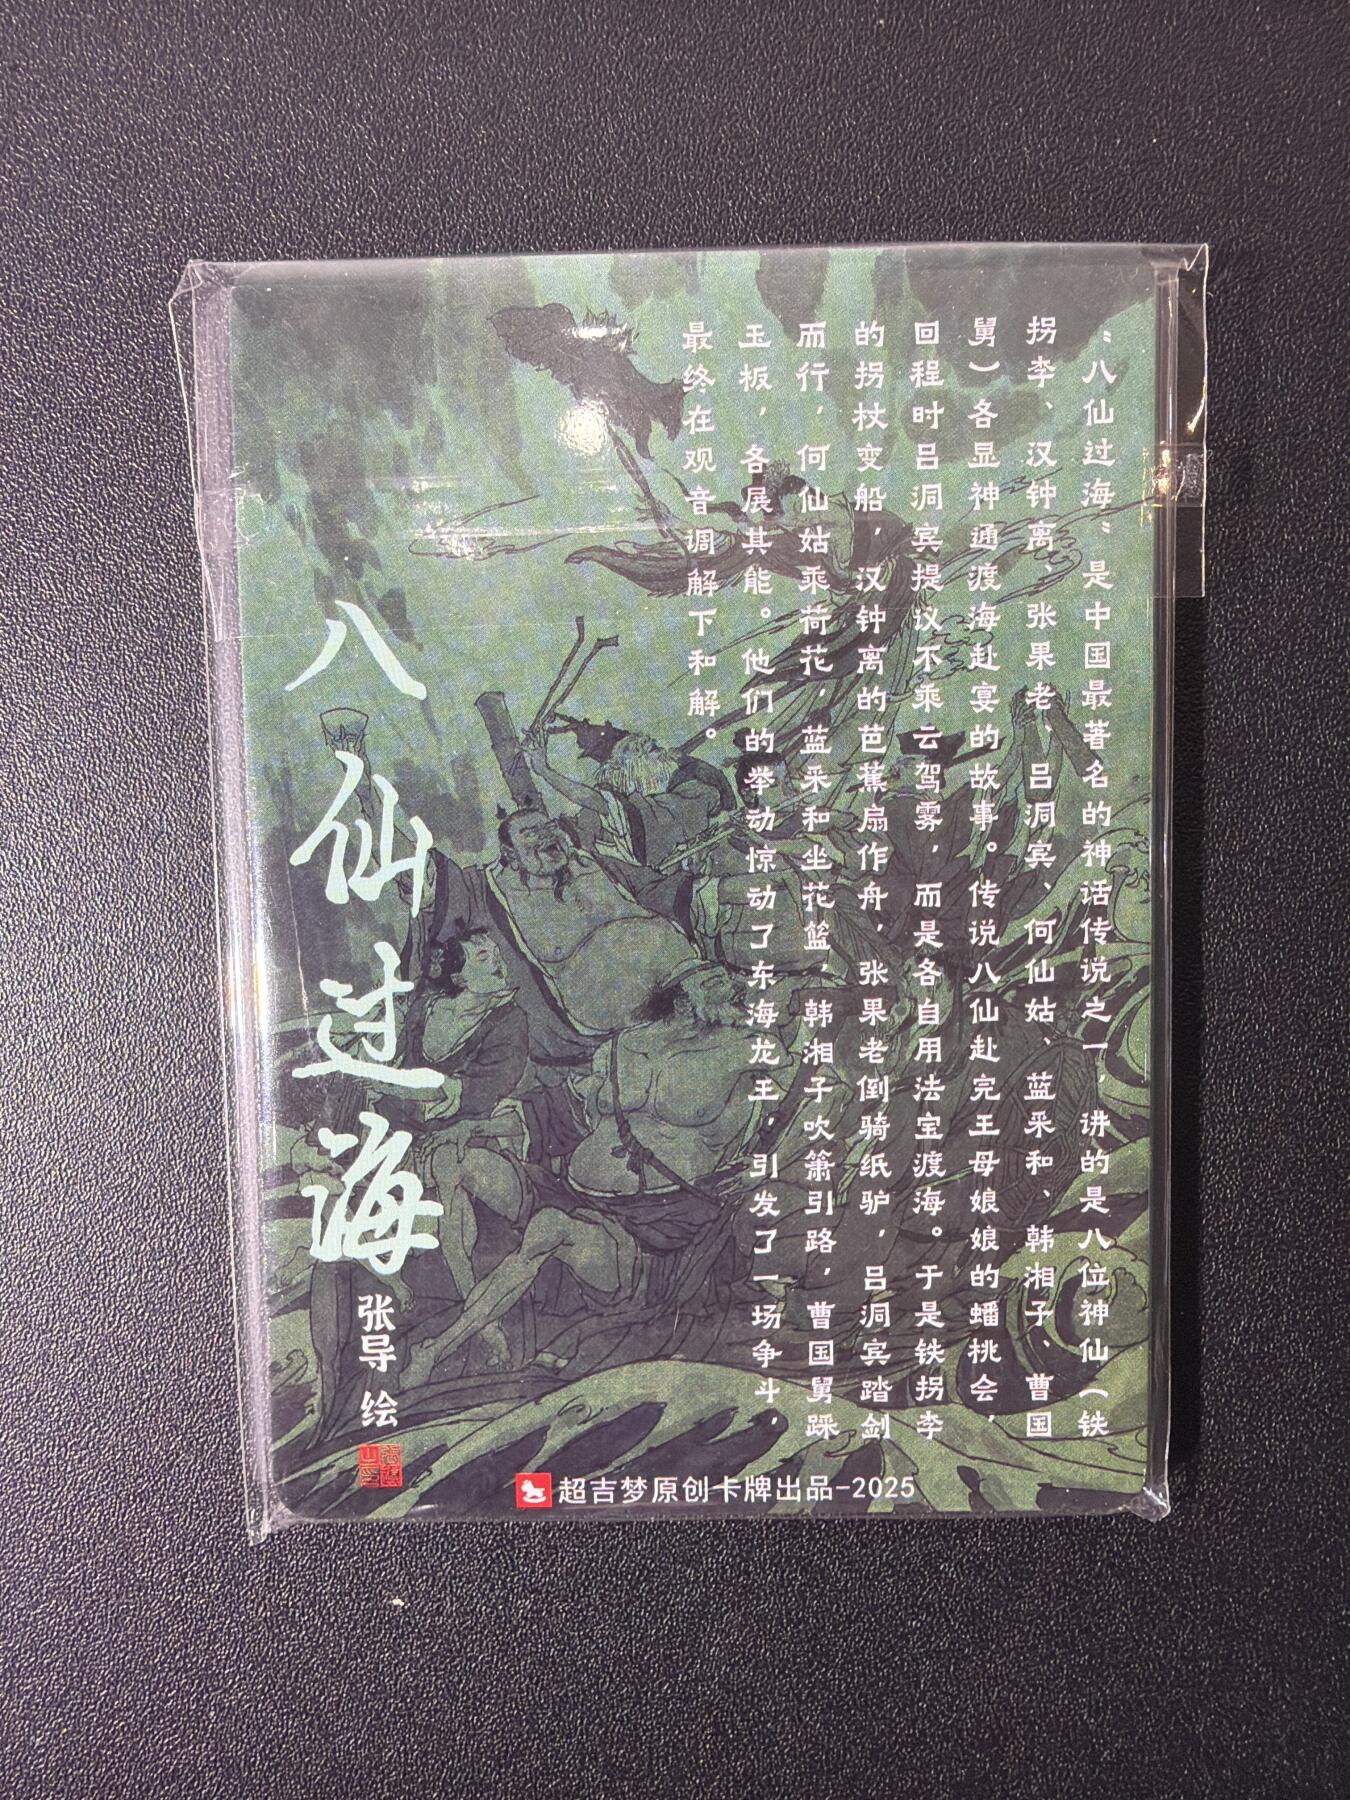 “八仙过海”是中国最著名的神话传说之一，讲的是八位神仙（铁
拐李、汉钟离、张果老、吕洞宾、何仙姑、蓝采和、韩湘子、曹国
舅）各显神通渡海赴宴的故事。传说八仙赴完王母娘娘的蟠桃会，
回程时吕洞宾提议不乘云驾雾，而是各自用法宝渡海。于是铁拐李
的拐杖变船，汉钟离的芭蕉扇作舟，张果老倒骑纸驴，吕洞宾踏剑
而行，何仙姑乘荷花，蓝采和坐花篮，韩湘子吹箫引路，曹国舅踩
玉板，各展其能。他们的举动惊动了东海龙王，引发了一场争斗，
最终在观音调解下和解。
八仙过海
张导 绘
超吉梦原创卡牌出品-2025